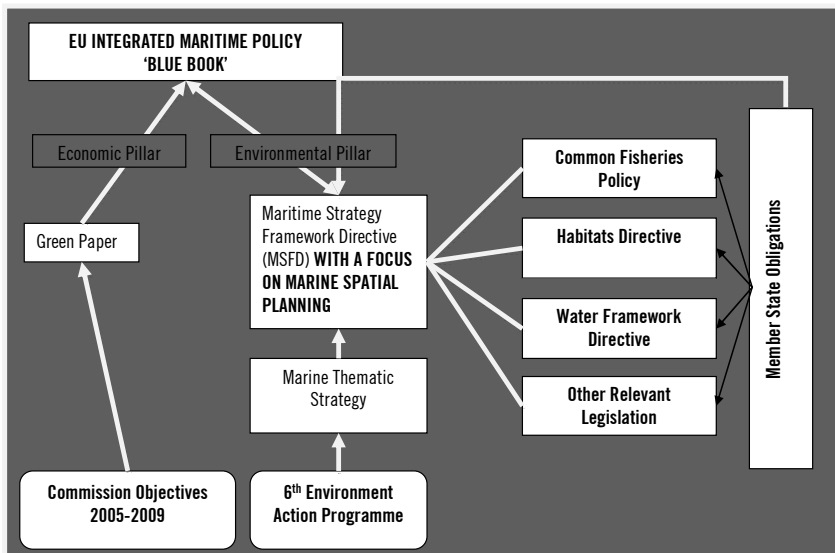 EU INTEGRATED MARITIME POLICY
‘BLUE BOOK’
Economic Pillar
Environmental Pillar
Green Paper
Maritime Strategy
Framework Directive
(MSFD) WITH A FOCUS
ON MARINE SPATIAL
PLANNING
Marine Thematic
Strategy
Commission Objectives
2005-2009
6th Environment
Action Programme
Common Fisheries
Policy
Habitats Directive
Water Framework
Directive
Other Relevant
Legislation
Member State Obligations